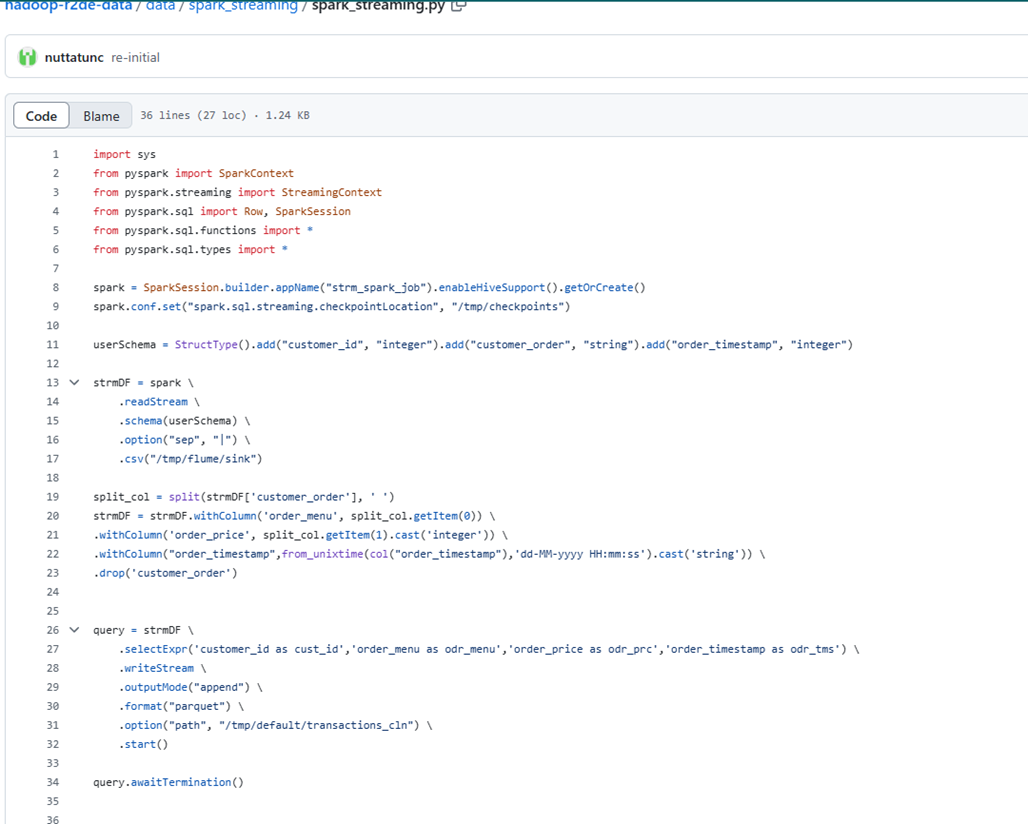 hadoop-r2de-data / data / spark_streaming / spark_streaming.py
nuttatunc re-initial
Code Blame 36 lines (27 loc) · 1.24 KB
1 import sys
2 from pyspark import SparkContext
3 from pyspark.streaming import StreamingContext
4 from pyspark.sql import Row, SparkSession
5 from pyspark.sql.functions import *
6 from pyspark.sql.types import *
7
8 spark = SparkSession.builder.appName("strm_spark_job").enableHiveSupport().getOrCreate()
9 spark.conf.set("spark.sql.streaming.checkpointLocation", "/tmp/checkpoints")
10
11 userSchema = StructType().add("customer_id", "integer").add("customer_order", "string").add("order_timestamp", "integer")
12
13 strmDF = spark \
14     .readStream \
15     .schema(userSchema) \
16     .option("sep", "|") \
17     .csv("/tmp/flume/sink")
18
19 split_col = split(strmDF['customer_order'], ' ')
20 strmDF = strmDF.withColumn('order_menu', split_col.getItem(0)) \
21 .withColumn('order_price', split_col.getItem(1).cast('integer')) \
22 .withColumn("order_timestamp",from_unixtime(col("order_timestamp"),'dd-MM-yyyy HH:mm:ss').cast('string')) \
23 .drop('customer_order')
24
25
26 query = strmDF \
27     .selectExpr('customer_id as cust_id','order_menu as odr_menu','order_price as odr_prc','order_timestamp as odr_tms') \
28     .writeStream \
29     .outputMode("append") \
30     .format("parquet") \
31     .option("path", "/tmp/default/transactions_cln") \
32     .start()
33
34 query.awaitTermination()
35
36